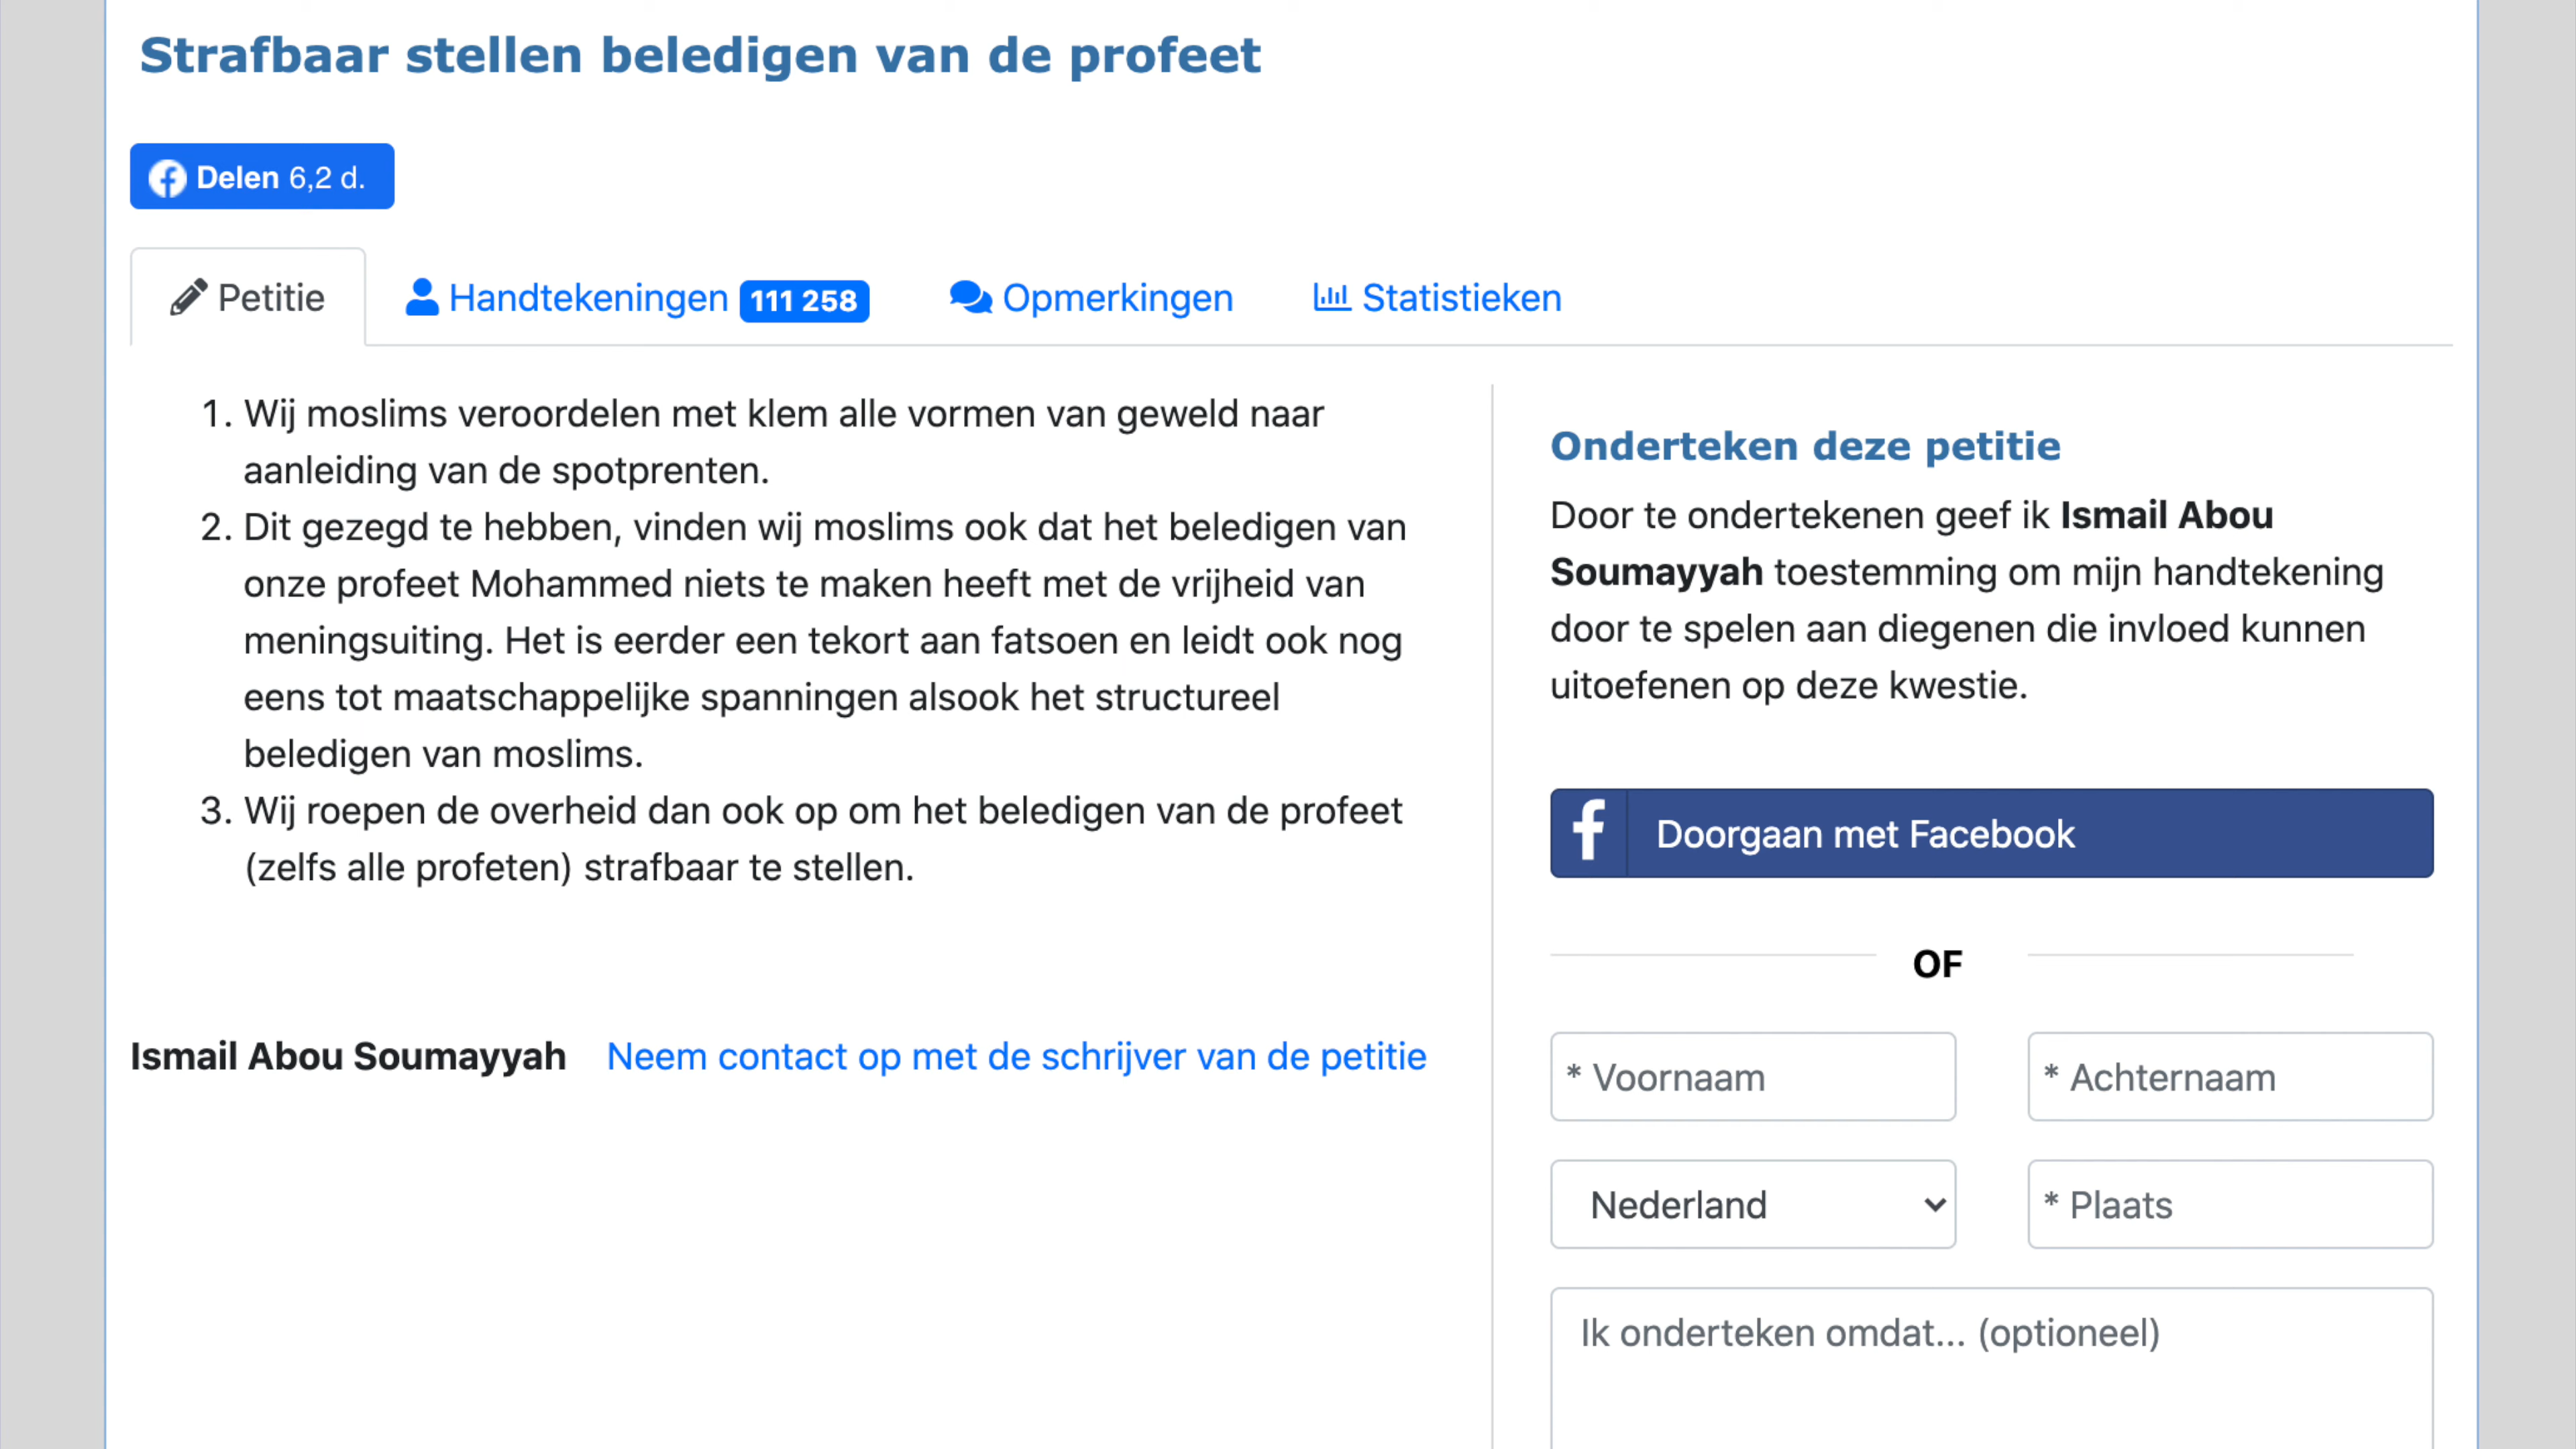 Strafbaar stellen beledigen van de profeet
Delen 6,2 d.
Petitie
Handtekeningen 111 258
Opmerkingen
Statistieken
1. Wij moslims veroordelen met klem alle vormen van geweld naar
aanleiding van de spotprenten.
2. Dit gezegd te hebben, vinden wij moslims ook dat het beledigen van
onze profeet Mohammed niets te maken heeft met de vrijheid van
meningsuiting. Het is eerder een tekort aan fatsoen en leidt ook nog
eens tot maatschappelijke spanningen alsook het structureel
beledigen van moslims.
3. Wij roepen de overheid dan ook op om het beledigen van de profeet
(zelfs alle profeten) strafbaar te stellen.
Ismail Abou Soumayyah
Neem contact op met de schrijver van de petitie
Onderteken deze petitie
Door te ondertekenen geef ik Ismail Abou
Soumayyah toestemming om mijn handtekening
door te spelen aan diegenen die invloed kunnen
uitoefenen op deze kwestie.
Doorgaan met Facebook
OF
* Voornaam
* Achternaam
Nederland
* Plaats
Ik onderteken omdat... (optioneel)